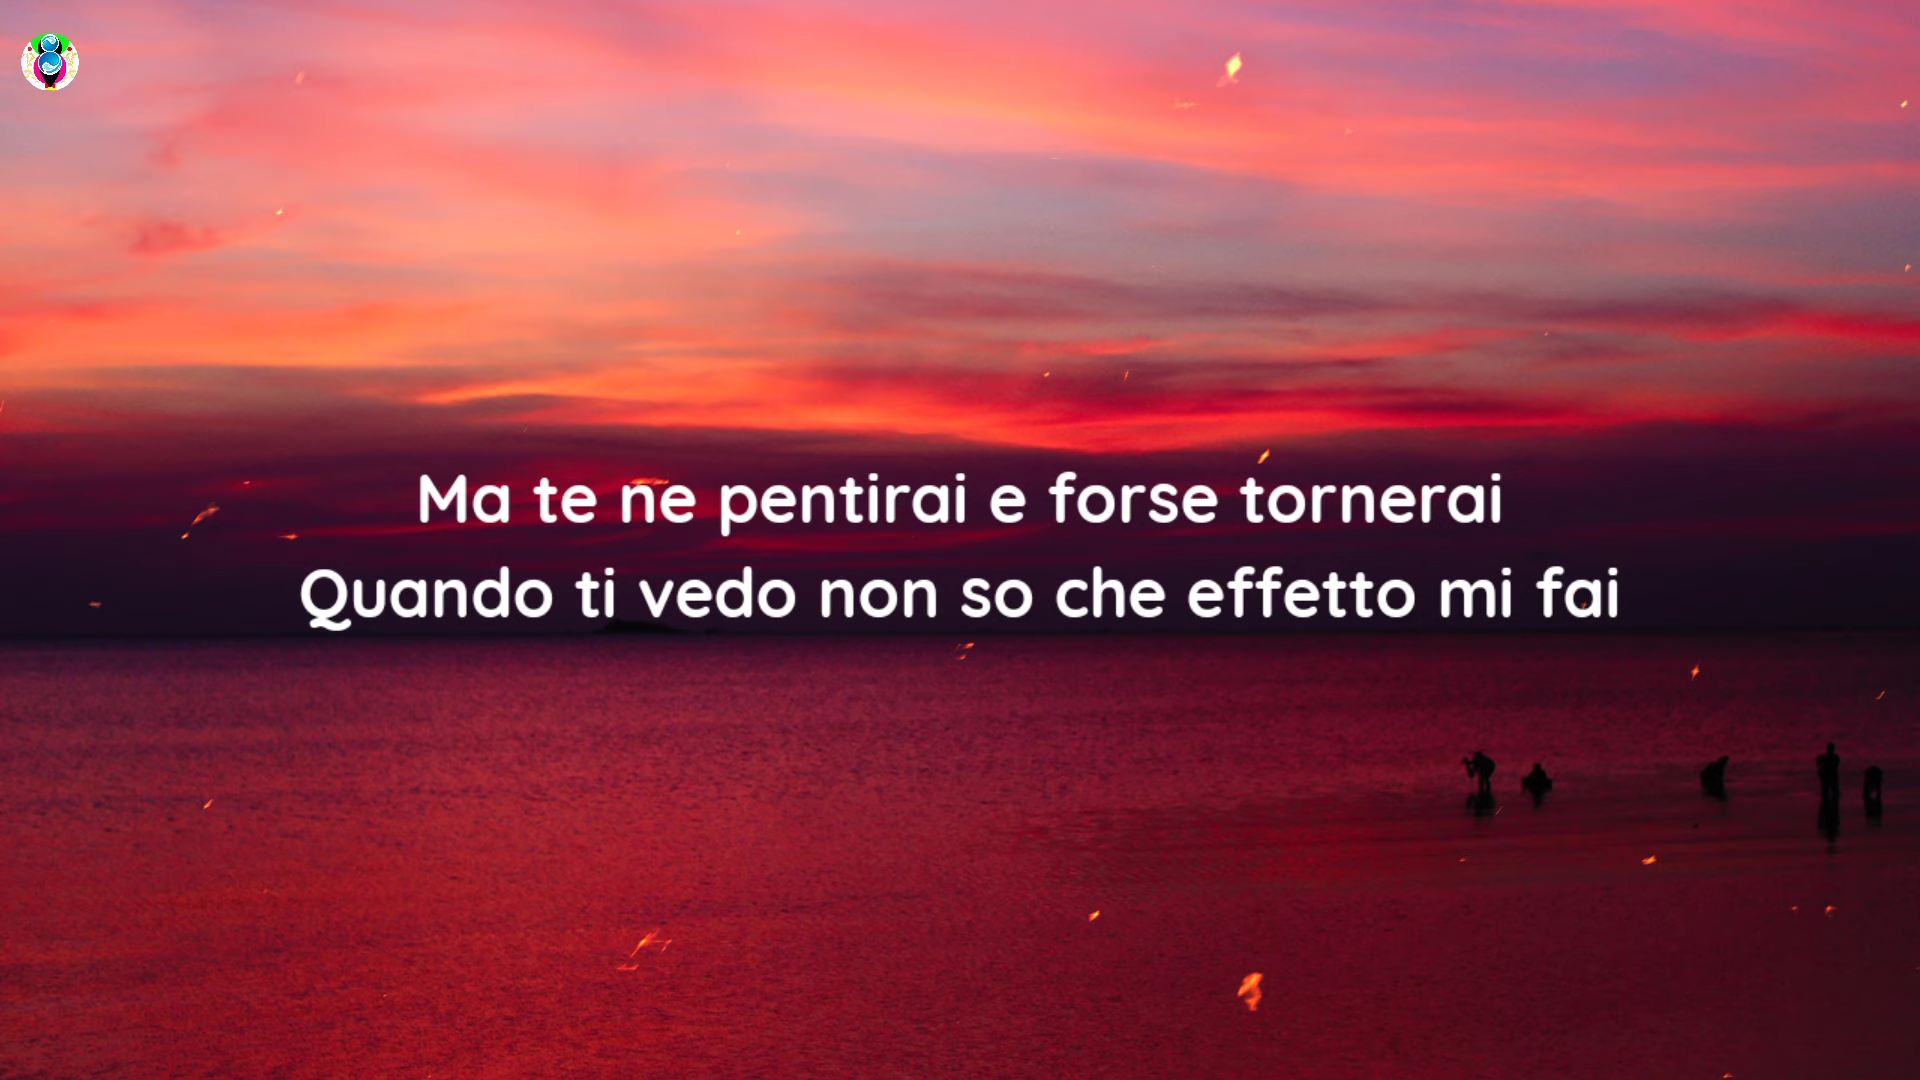 Ma te ne pentirai e forse tornerai
Quando ti vedo non so che effetto mi fai